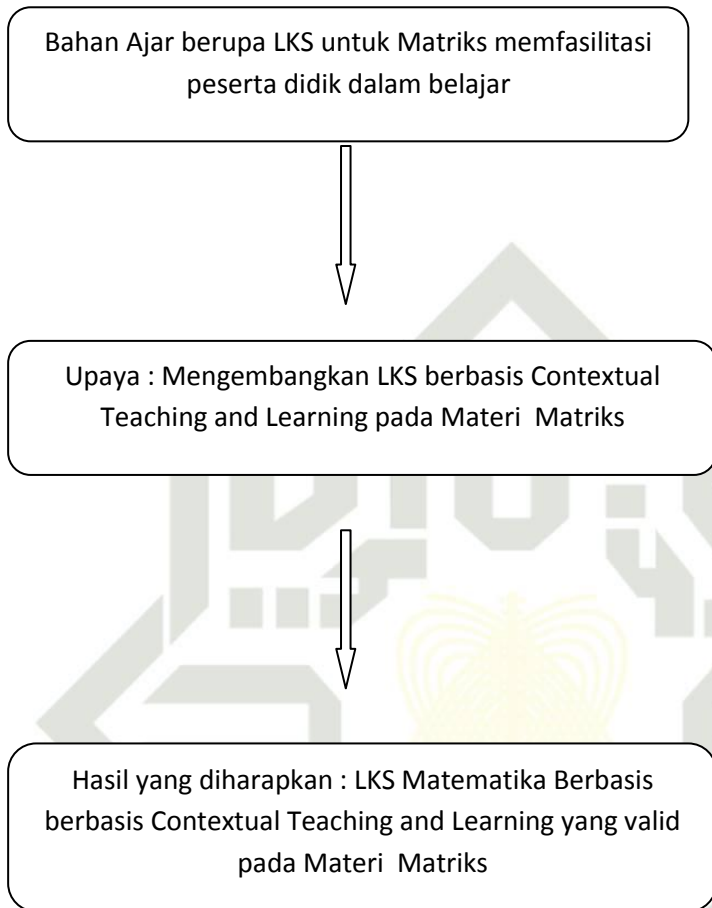 Bahan Ajar berupa LKS untuk Matriks memfasilitasi
peserta didik dalam belajar
Upaya : Mengembangkan LKS berbasis Contextual
Teaching and Learning pada Materi Matriks
Hasil yang diharapkan : LKS Matematika Berbasis
berbasis Contextual Teaching and Learning yang valid
pada Materi Matriks